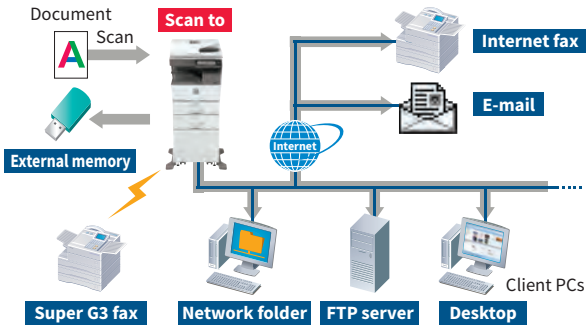 Document
Scan
A
Scan to
Internet fax
E-mail
Internet
External memory
Client PCs
Super G3 fax
Network folder
FTP server
Desktop